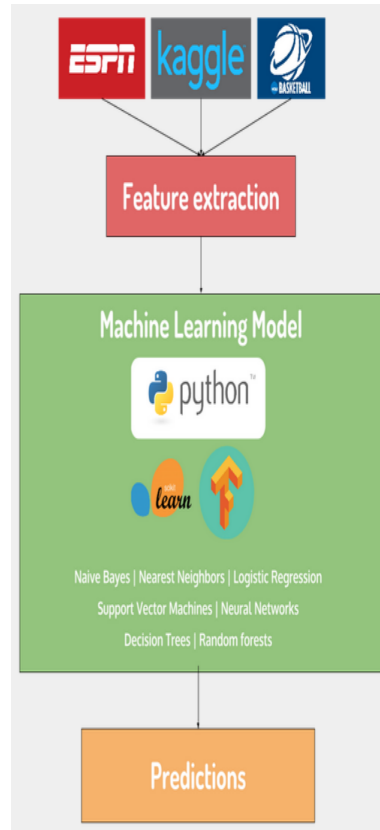 ESPN
kaggle
BASKETBALL
Feature extraction
Machine Learning Model
python™
learn
Naive Bayes | Nearest Neighbors | Logistic Regression
Support Vector Machines | Neural Networks
Decision Trees | Random forests
Predictions